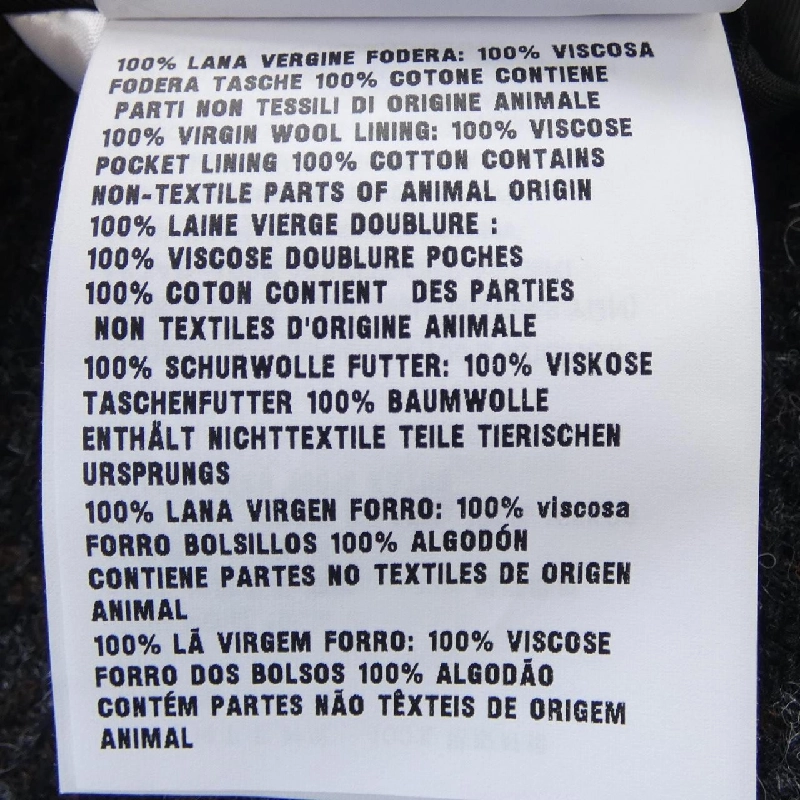 100% LANA VERGINE FODERA: 100% VISCOSA
FODERA TASCHE 100% COTONE CONTIENE
PARTI NON TESSILI DI ORIGINE ANIMALE
100% VIRGIN WOOL LINING: 100% VISCOSE
POCKET LINING 100% COTTON CONTAINS
NON-TEXTILE PARTS OF ANIMAL ORIGIN
100% LAINE VIERGE DOUBLURE :
100% VISCOSE DOUBLURE POCHES
100% COTON CONTIENT DES PARTIES
NON TEXTILES D'ORIGINE ANIMALE
100% SCHURWOLLE FUTTER: 100% VISKOSE
TASCHENFUTTER 100% BAUMWOLLE
ENTHÄLT NICHTTEXTILE TEILE TIERISCHEN
URSPRUNGS
100% LANA VIRGEN FORRO: 100% viscosa
FORRO BOLSILLOS 100% ALGODÓN
CONTIENE PARTES NO TEXTILES DE ORIGEN
ANIMAL
100% LÃ VIRGEM FORRO: 100% VISCOSE
FORRO DOS BOLSOS 100% ALGODÃO
CONTÉM PARTES NÃO TÊXTEIS DE ORIGEM
ANIMAL